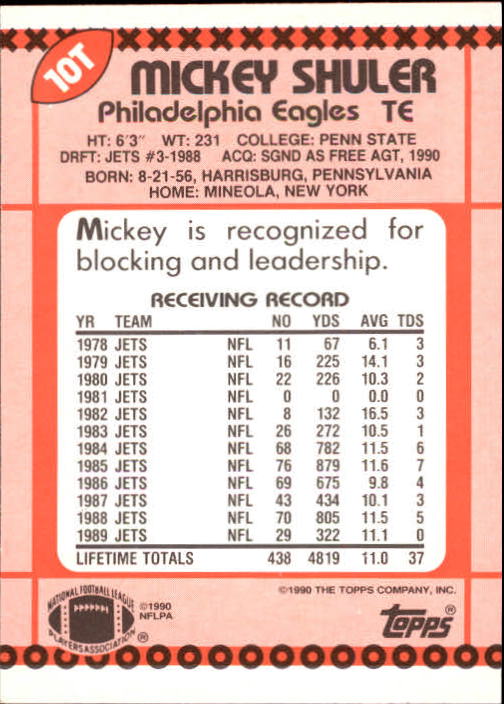 10T
MICKEY SHULER
Philadelphia Eagles TE
HT: 6'3" WT: 231 COLLEGE: PENN STATE
DRFT: JETS #3-1988 ACQ: SGND AS FREE AGT, 1990
BORN: 8-21-56, HARRISBURG, PENNSYLVANIA
HOME: MINEOLA, NEW YORK
Mickey is recognized for
blocking and leadership.
RECEIVING RECORD
YR TEAM NO YDS AVG TDS
1978 JETS NFL 11 67 6.1 3
1979 JETS NFL 16 225 14.1 3
1980 JETS NFL 22 226 10.3 2
1981 JETS NFL 0 0 0.0 0
1982 JETS NFL 8 132 16.5 3
1983 JETS NFL 26 272 10.5 1
1984 JETS NFL 68 782 11.5 6
1985 JETS NFL 76 879 11.6 7
1986 JETS NFL 69 675 9.8 4
1987 JETS NFL 43 434 10.1 3
1988 JETS NFL 70 805 11.5 5
1989 JETS NFL 29 322 11.1 0
LIFETIME TOTALS 438 4819 11.0 37
©1990 THE TOPPS COMPANY, INC.
NATIONAL FOOTBALL LEAGUE
PLAYERS ASSOCIATION
®
©1990
NFLPA
topps®